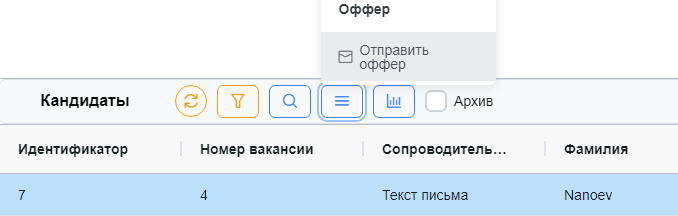 Оффер
Отправить
оффер
Кандидаты
Архив
Идентификатор Номер вакансии Сопроводитель... Фамилия
7 4 Текст письма Nanoev